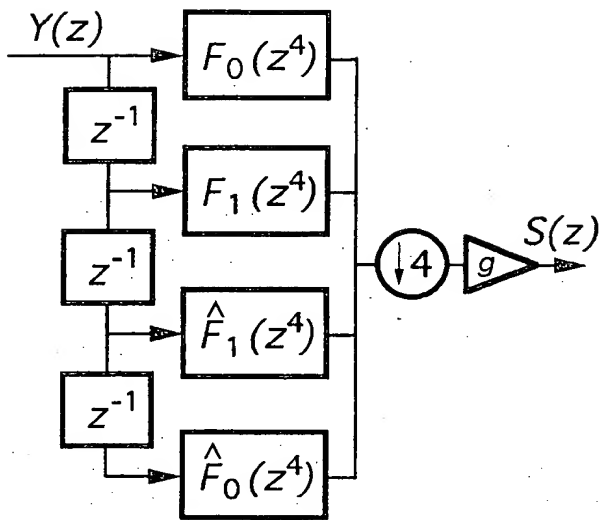 Y(z)
F₀(z⁴)
z⁻¹
F₁(z⁴)
z⁻¹
↓4
g
S(z)
F̂₁(z⁴)
z⁻¹
F̂₀(z⁴)